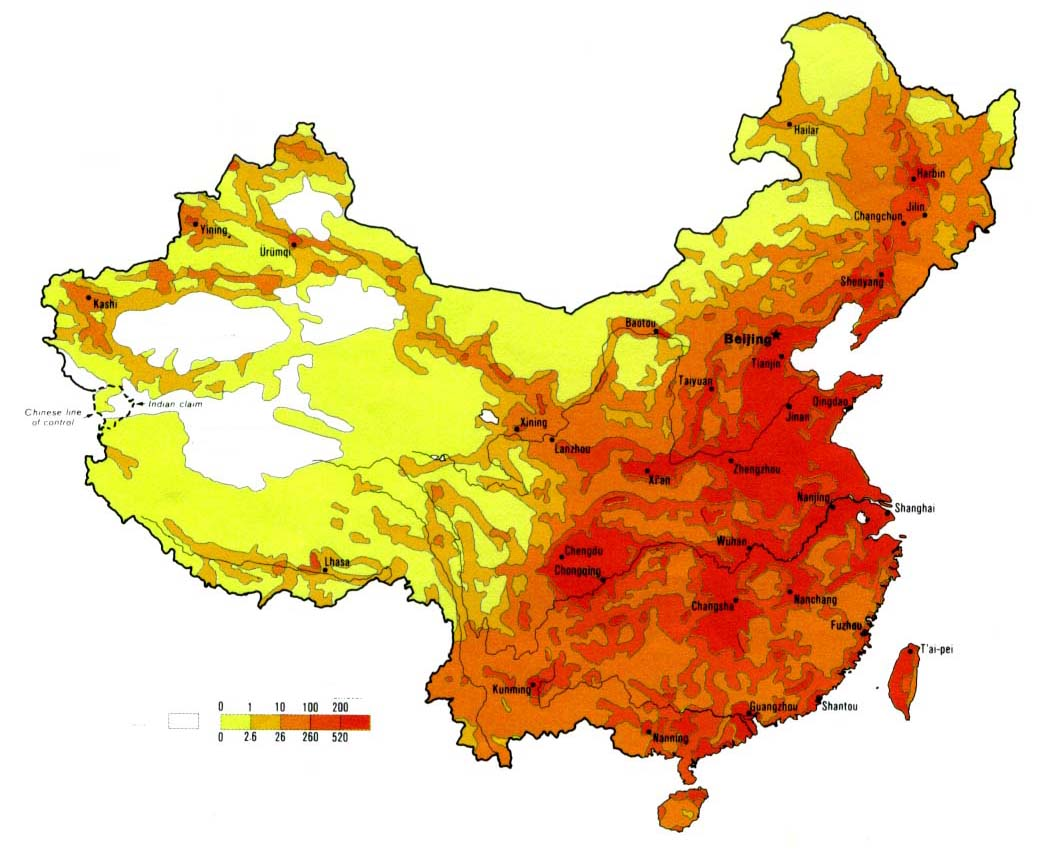 Hailar
Harbin
Jilin
Changchun
Yining
Ürümqi
Shenyang
Kashi
Baotou
Beijing
Tianjin
Taiyuan
Indian claim
Chinese line
of control
Qingdao
Jinan
Xining
Lanzhou
Zhengzhou
Xi'an
Nanjing
Shanghai
Wuhan
Chengdu
Lhasa
Chongqing
Changsha
Nanchang
Fuzhou
T'ai-pei
Kunming
Guangzhou
Shantou
Nanning
0 1 10 100 200
0 2.6 26 260 520